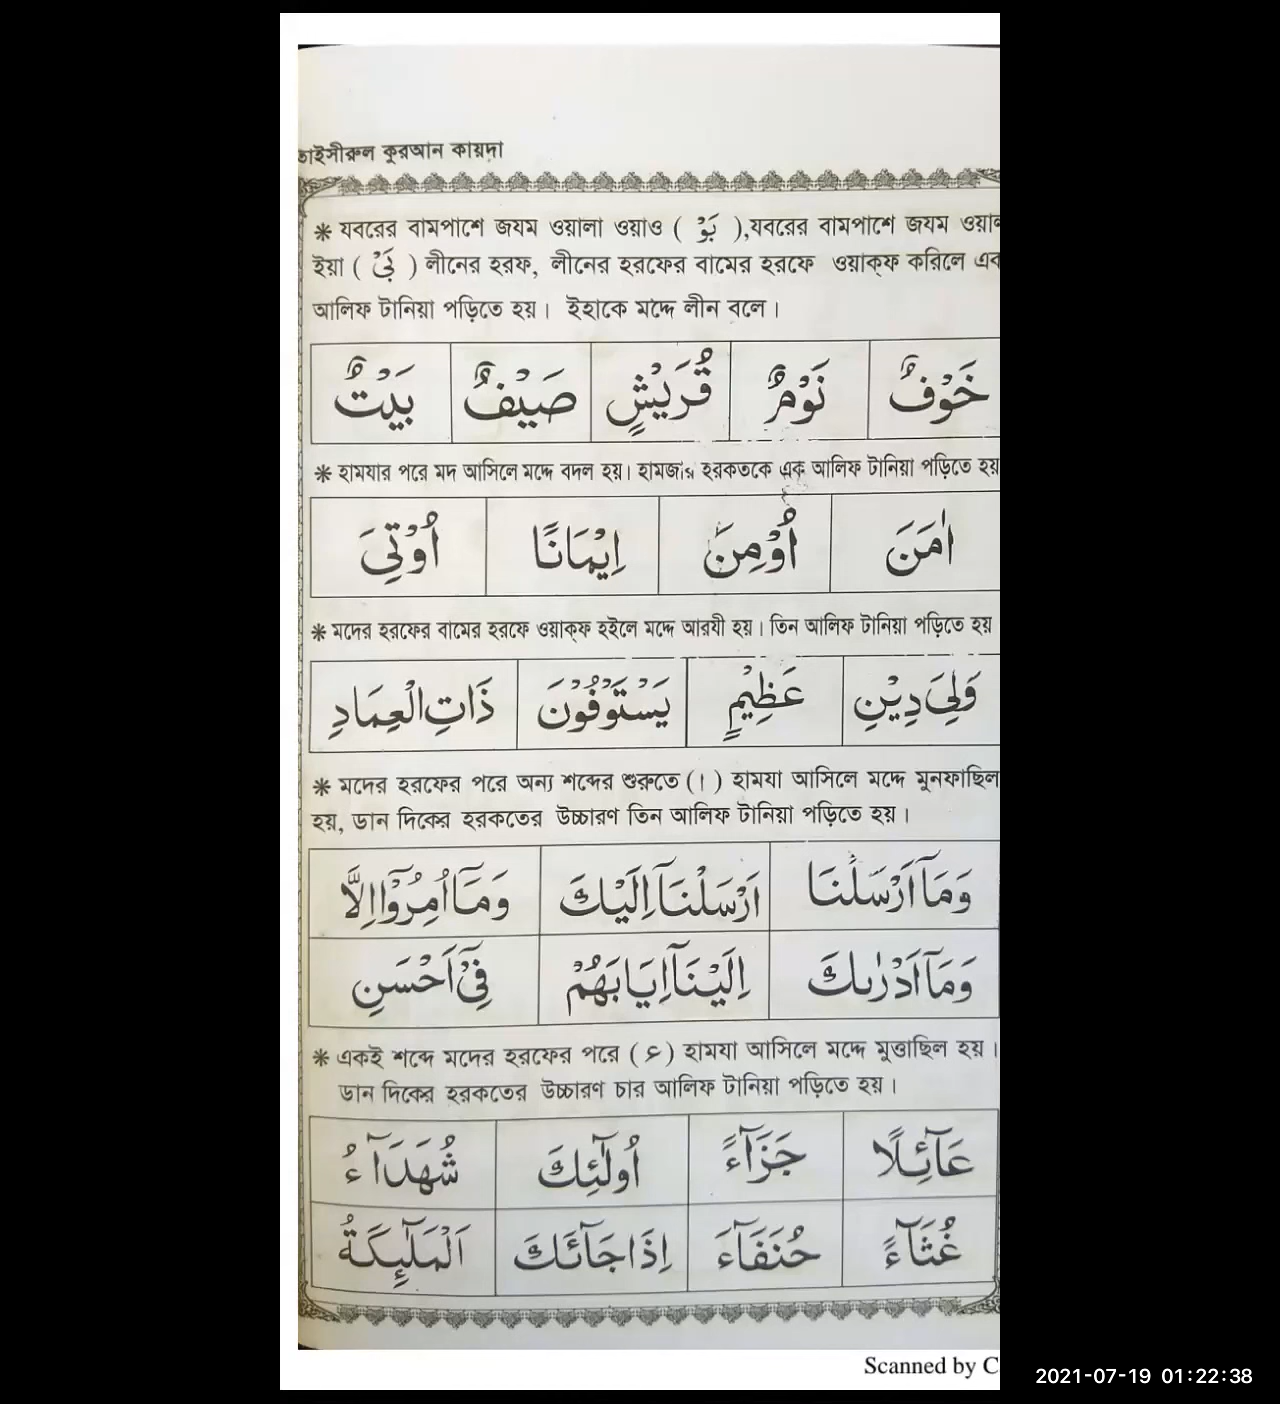 তাইসীরুল কুরআন কায়দা
* যবরের বামপাশে জযম ওয়ালা ওয়াও ( بَوْ ),যবরের বামপাশে জযম
ইয়া ( بَىْ ) লীনের হরফ, লীনের হরফের বামের হরফে ওয়াক্‌ফ করিলে
আলিফ টানিয়া পড়িতে হয়। ইহাকে মদ্দে লীন বলে।
خَوْفٌ نَوْمٌ قُرَيْشٍ صَيْفٌ بَيْتٌ
* হামযার পরে মদ আসিলে মদ্দে বদল হয়। হামজার হরকতকে এক আলিফ টানিয়া পড়িতে হয়
اٰمَنَ اُوْمِنَ اِيْمَانًا اُوْتِىَ
* মদের হরফের বামের হরফে ওয়াক্‌ফ হইলে মদ্দে আরযী হয়। তিন আলিফ টানিয়া পড়িতে হয়
وَلِىَ دِيْنِ عَظِيْمٍ يَسْتَوْفُوْنَ ذَاتِ الْعِمَادِ
* মদের হরফের পরে অন্য শব্দের শুরুতে (।) হামযা আসিলে মদ্দে মুনফাছিল
হয়, ডান দিকের হরকতের উচ্চারণ তিন আলিফ টানিয়া পড়িতে হয়।
وَمَآ اَرْسَلْنَا اَرْسَلْنَآ اِلَيْكَ وَمَآ اُمِرُوْٓا اِلَّا
وَمَآ اَدْرٰىكَ اِلَيْنَآ اِيَابَهُمْ فِىْٓ اَحْسَنِ
* একই শব্দে মদের হরফের পরে (ء) হামযা আসিলে মদ্দে মুত্তাছিল হয়।
ডান দিকের হরকতের উচ্চারণ চার আলিফ টানিয়া পড়িতে হয়।
عَآئِلًا جَزَآءً اُولٰٓئِكَ شُهَدَآءُ
غُثَآءً حُنَفَآءَ اِذَا جَآئَكَ اَلْمَلٰٓئِكَةُ
Scanned by
2021-07-19 01:22:38